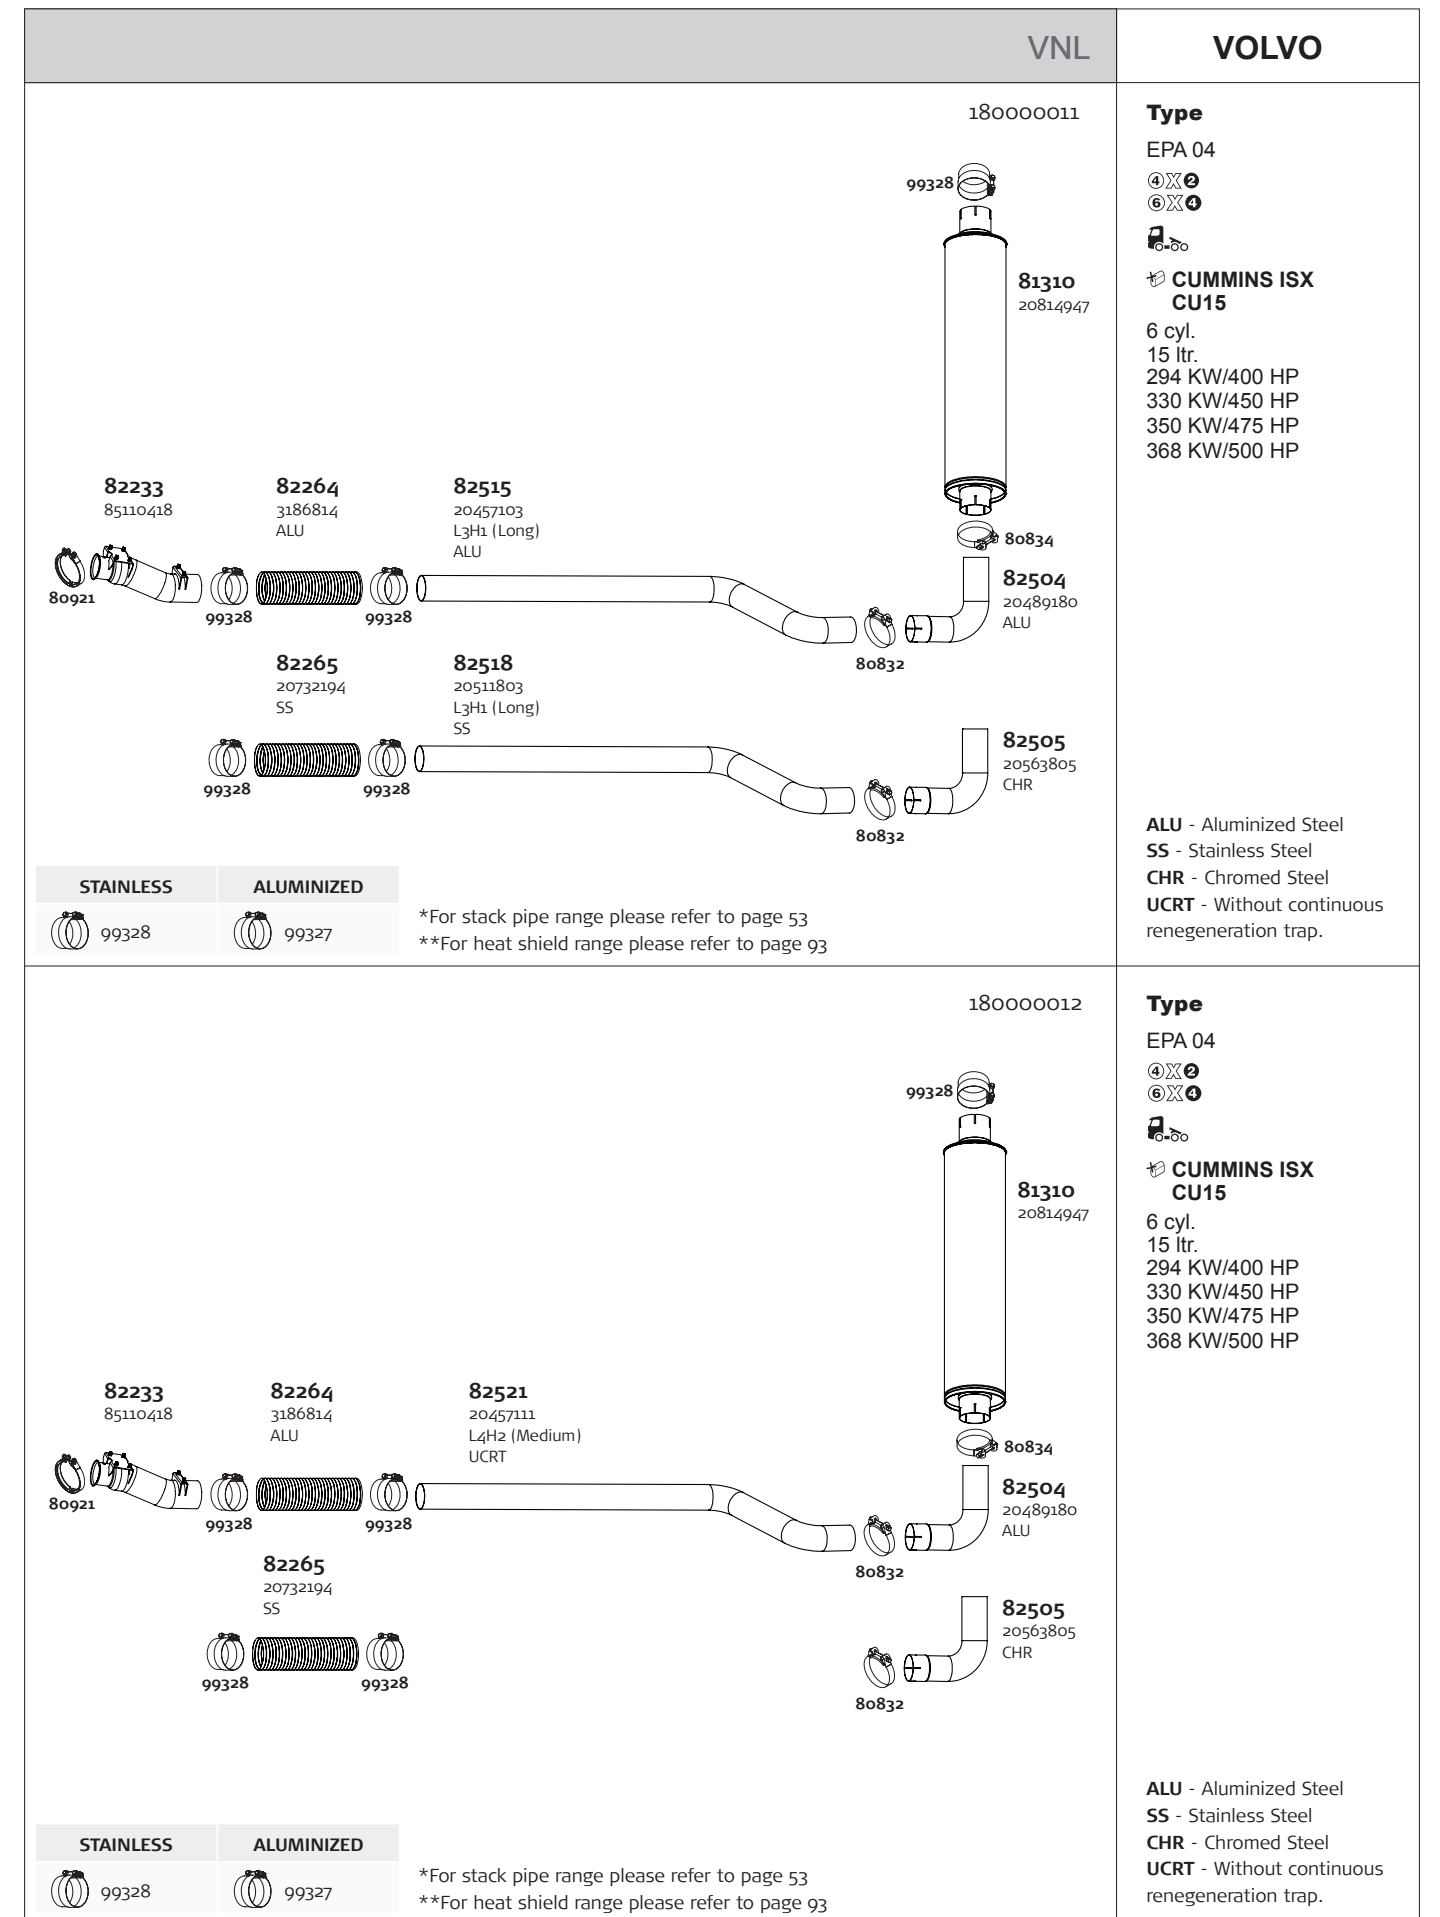 VNL
VOLVO
180000011
99328
81310
20814947
82233
85110418
82264
3186814
ALU
82515
20457103
L3H1 (Long)
ALU
80834
80921
99328
99328
82504
20489180
ALU
80832
82265
20732194
SS
82518
20511803
L3H1 (Long)
SS
82505
20563805
CHR
99328
99328
80832
STAINLESS
ALUMINIZED
99328
99327
*For stack pipe range please refer to page 53
**For heat shield range please refer to page 93
Type
EPA 04
4X2
6X4
CUMMINS ISX
CU15
6 cyl.
15 ltr.
294 KW/400 HP
330 KW/450 HP
350 KW/475 HP
368 KW/500 HP
ALU - Aluminized Steel
SS - Stainless Steel
CHR - Chromed Steel
UCRT - Without continuous
renegeneration trap.
180000012
99328
81310
20814947
82233
85110418
82264
3186814
ALU
82521
20457111
L4H2 (Medium)
UCRT
80834
80921
99328
99328
82504
20489180
ALU
80832
82265
20732194
SS
82505
20563805
CHR
99328
99328
80832
STAINLESS
ALUMINIZED
99328
99327
*For stack pipe range please refer to page 53
**For heat shield range please refer to page 93
Type
EPA 04
4X2
6X4
CUMMINS ISX
CU15
6 cyl.
15 ltr.
294 KW/400 HP
330 KW/450 HP
350 KW/475 HP
368 KW/500 HP
ALU - Aluminized Steel
SS - Stainless Steel
CHR - Chromed Steel
UCRT - Without continuous
renegeneration trap.